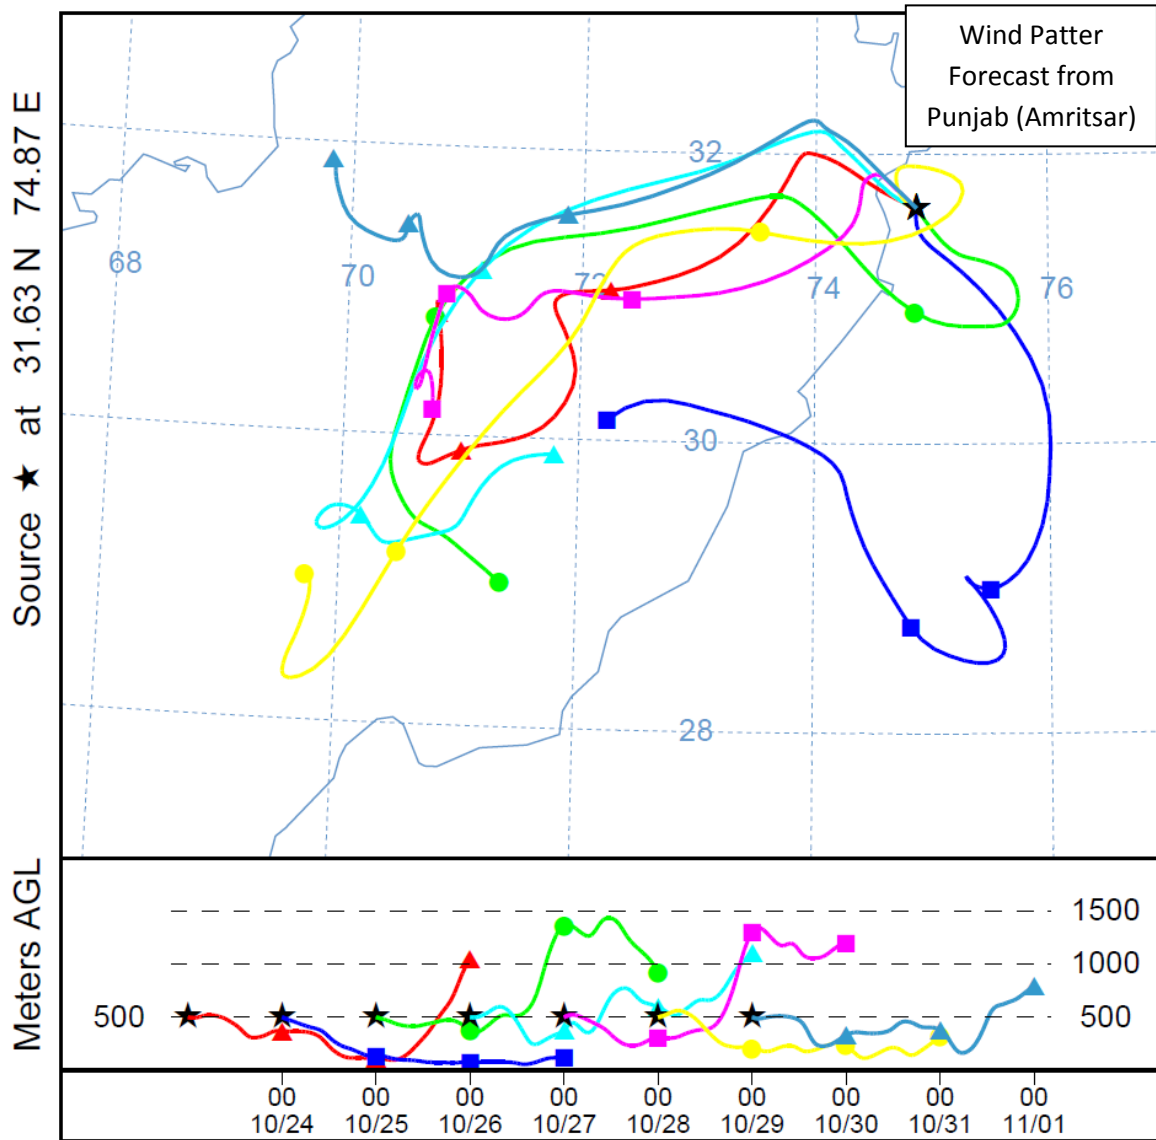 Wind Patter
Forecast from
Punjab (Amritsar)
Source ★ at 31.63 N 74.87 E
32
68
70
72
74
76
30
28
Meters AGL
1500
1000
500
500
00 00 00 00 00 00 00 00 00
10/24 10/25 10/26 10/27 10/28 10/29 10/30 10/31 11/01